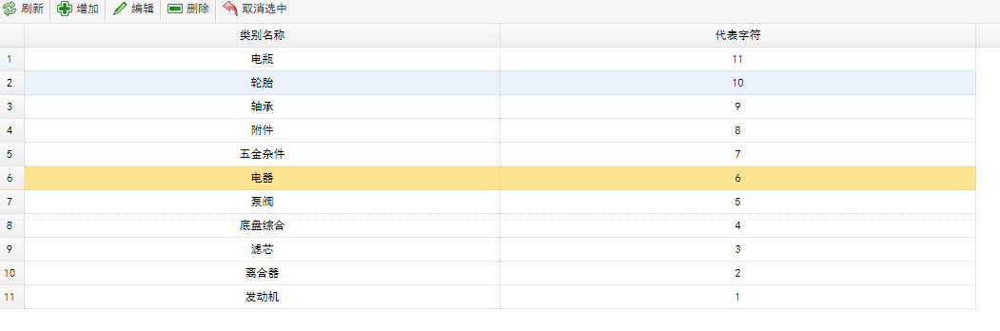 刷新 增加 编辑 删除 取消选中
类别名称 代表字符
1 电瓶 11
2 轮胎 10
3 轴承 9
4 附件 8
5 五金杂件 7
6 电器 6
7 泵阀 5
8 底盘综合 4
9 滤芯 3
10 离合器 2
11 发动机 1